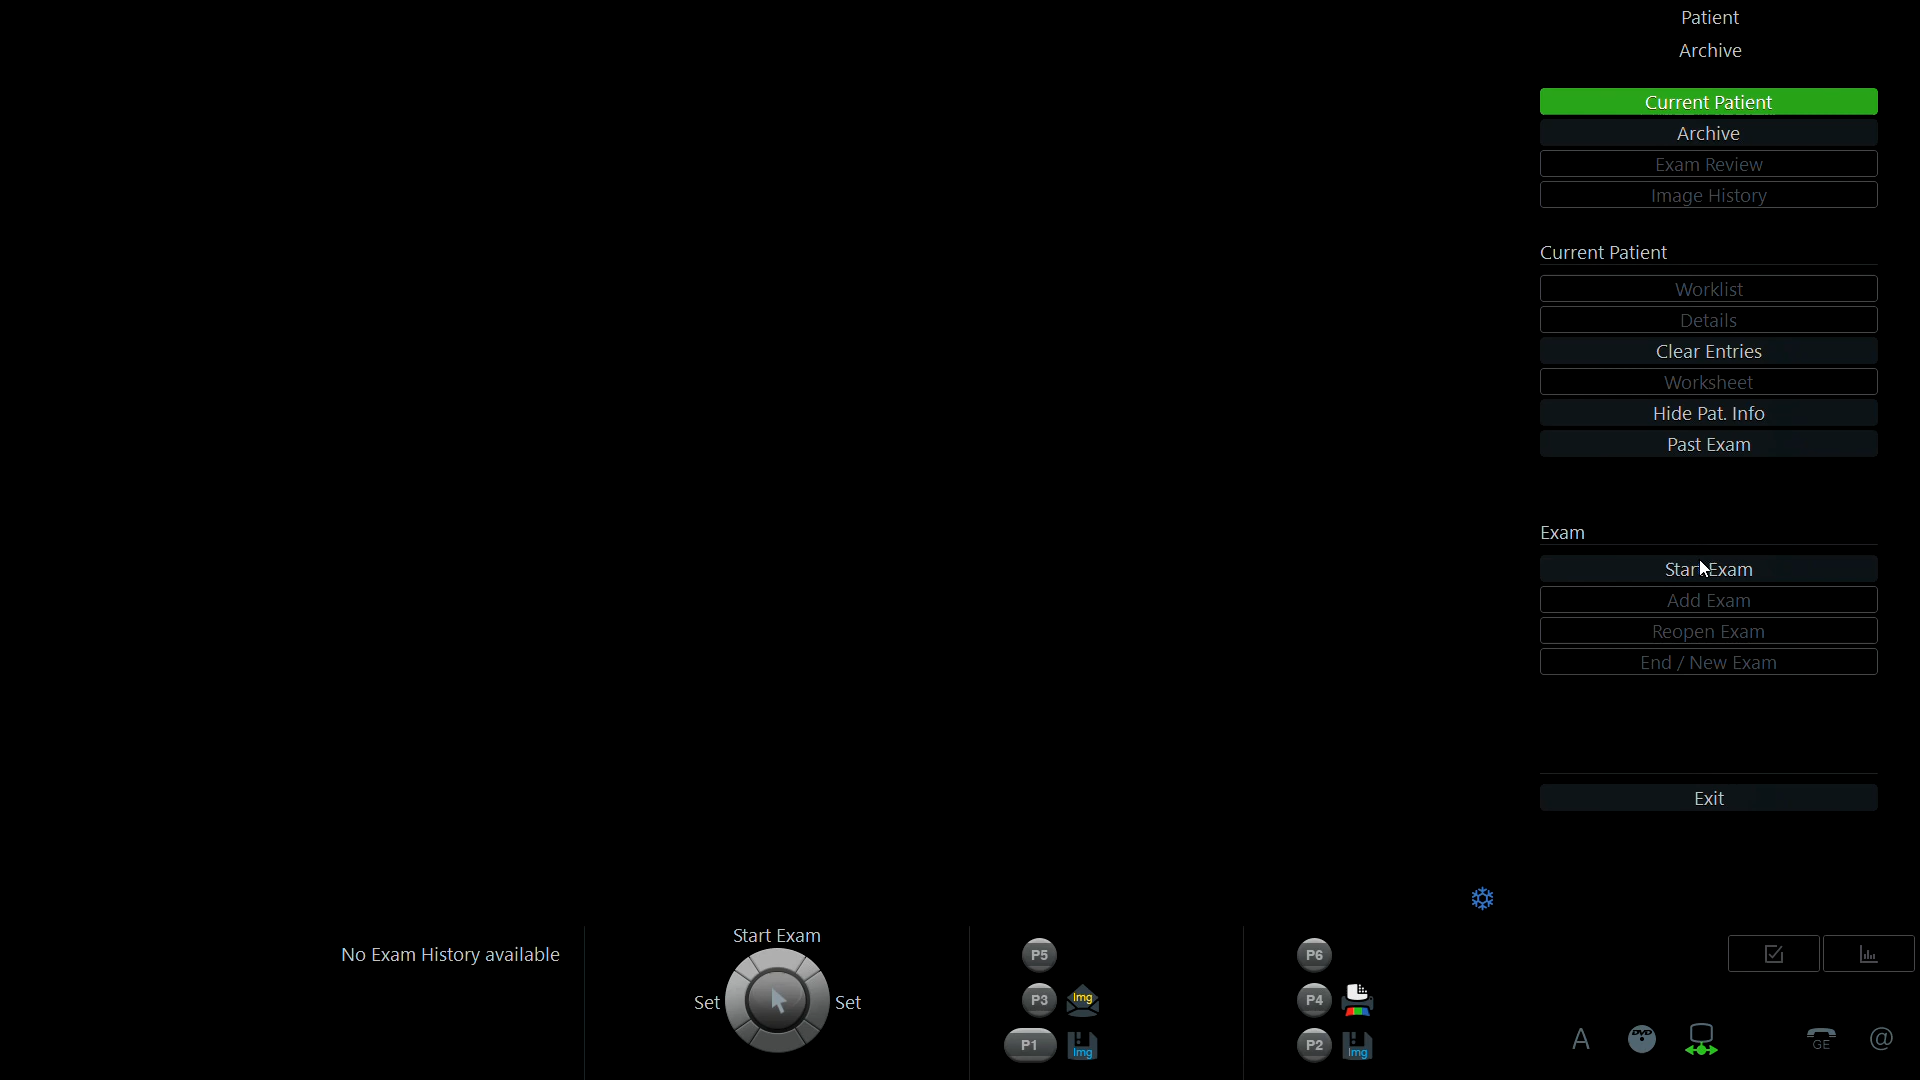 Patient
Archive
Current Patient
Archive
Exam Review
Image History
Current Patient
Worklist
Details
Clear Entries
Worksheet
Hide Pat. Info
Past Exam
Exam
Start Exam
Add Exam
Reopen Exam
End / New Exam
Exit
No Exam History available
Start Exam
Set
Set
P5
P3
Img
P1
Img
P6
P4
P2
Img
A
DVD
GE
@